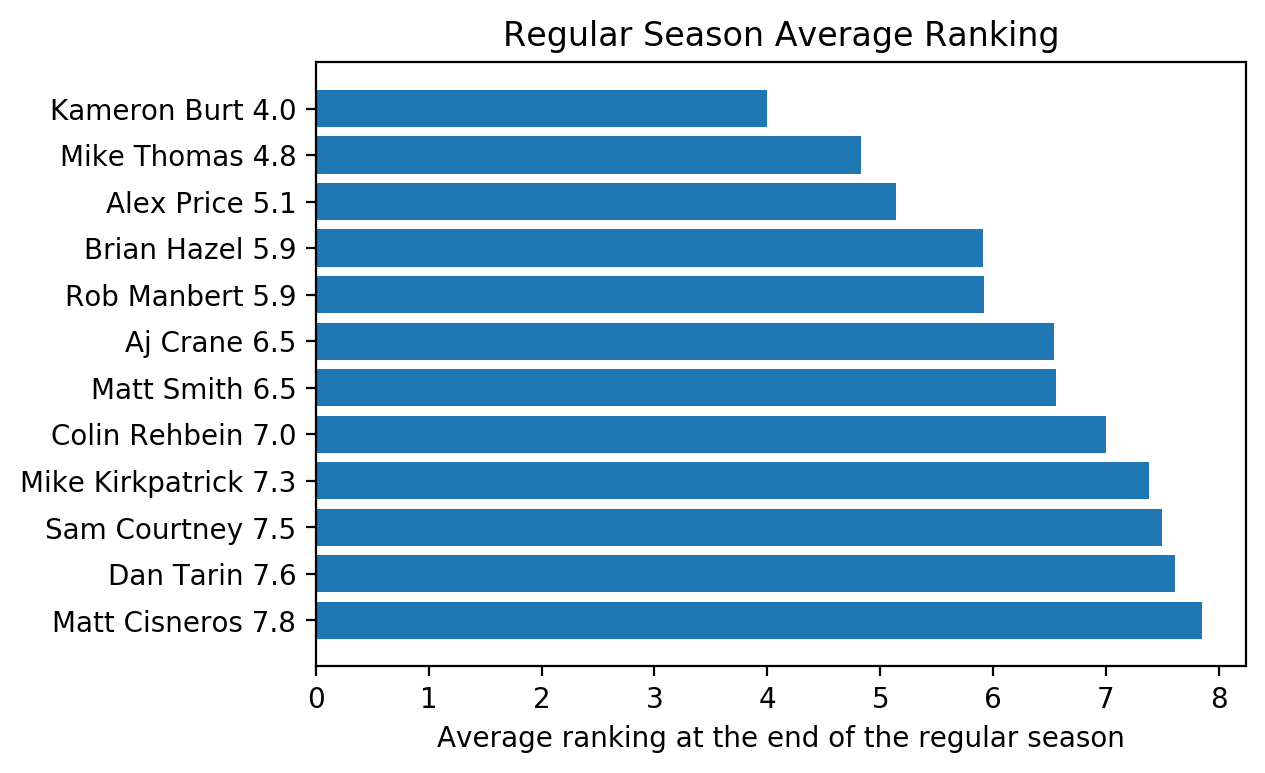 Regular Season Average Ranking
Kameron Burt 4.0
Mike Thomas 4.8
Alex Price 5.1
Brian Hazel 5.9
Rob Manbert 5.9
Aj Crane 6.5
Matt Smith 6.5
Colin Rehbein 7.0
Mike Kirkpatrick 7.3
Sam Courtney 7.5
Dan Tarin 7.6
Matt Cisneros 7.8
0 1 2 3 4 5 6 7 8
Average ranking at the end of the regular season